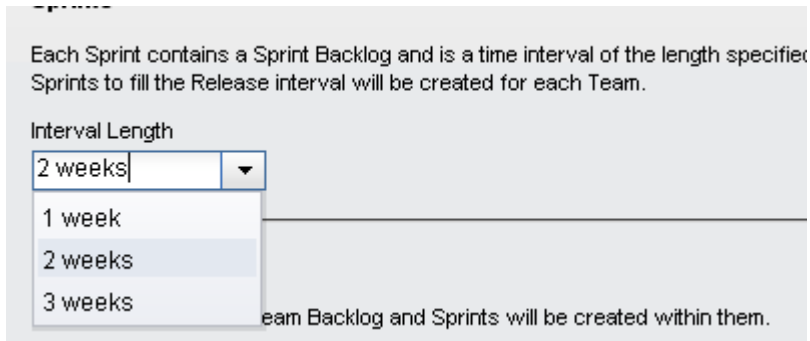 Sprints
Each Sprint contains a Sprint Backlog and is a time interval of the length specified
Sprints to fill the Release interval will be created for each Team.
Interval Length
2 weeks
1 week
2 weeks
3 weeks
eam Backlog and Sprints will be created within them.